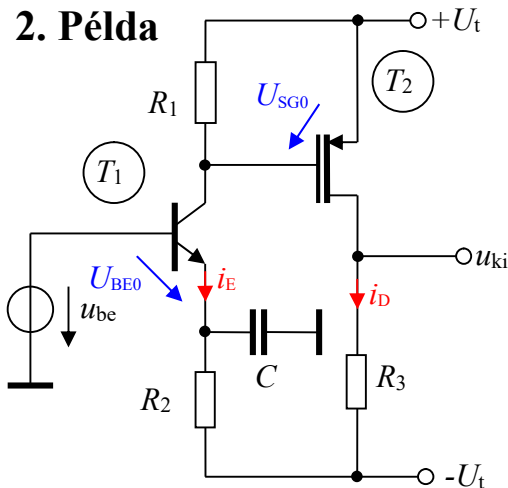 2. Példa
+Ut
T2
USG0
R1
T1
UBE0
iE
ube
uki
iD
C
R2
R3
-Ut